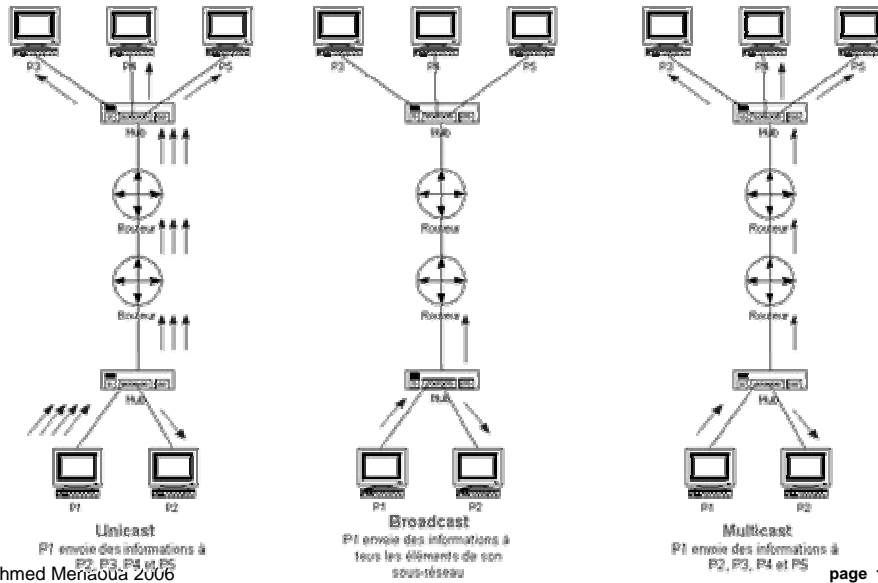 P3
P4
P5
Hub
Routeur
Routeur
Hub
P1
P2
Unicast
P1 envoie des informations à
P2, P3, P4 et P5
P3
P4
P5
Hub
Routeur
Routeur
Hub
P1
P2
Broadcast
P1 envoie des informations à
tous les éléments de son
sous-réseau
P3
P4
P5
Hub
Routeur
Routeur
Hub
P1
P2
Multicast
P1 envoie des informations à
P2, P3, P4 et P5
2006
page 1